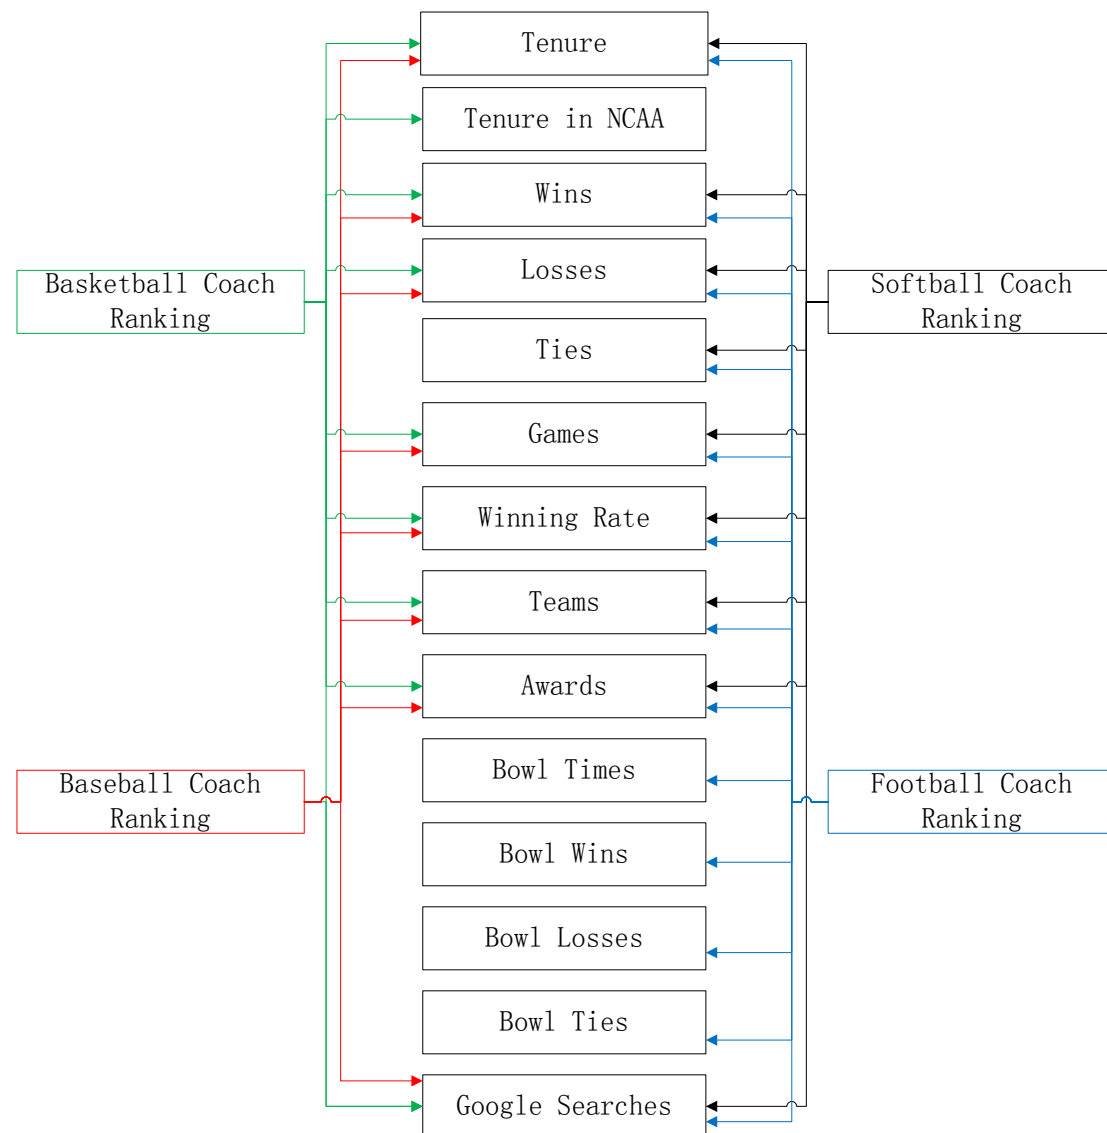 Tenure
Tenure in NCAA
Wins
Losses
Ties
Games
Winning Rate
Teams
Awards
Bowl Times
Bowl Wins
Bowl Losses
Bowl Ties
Google Searches
Basketball Coach
Ranking
Baseball Coach
Ranking
Softball Coach
Ranking
Football Coach
Ranking